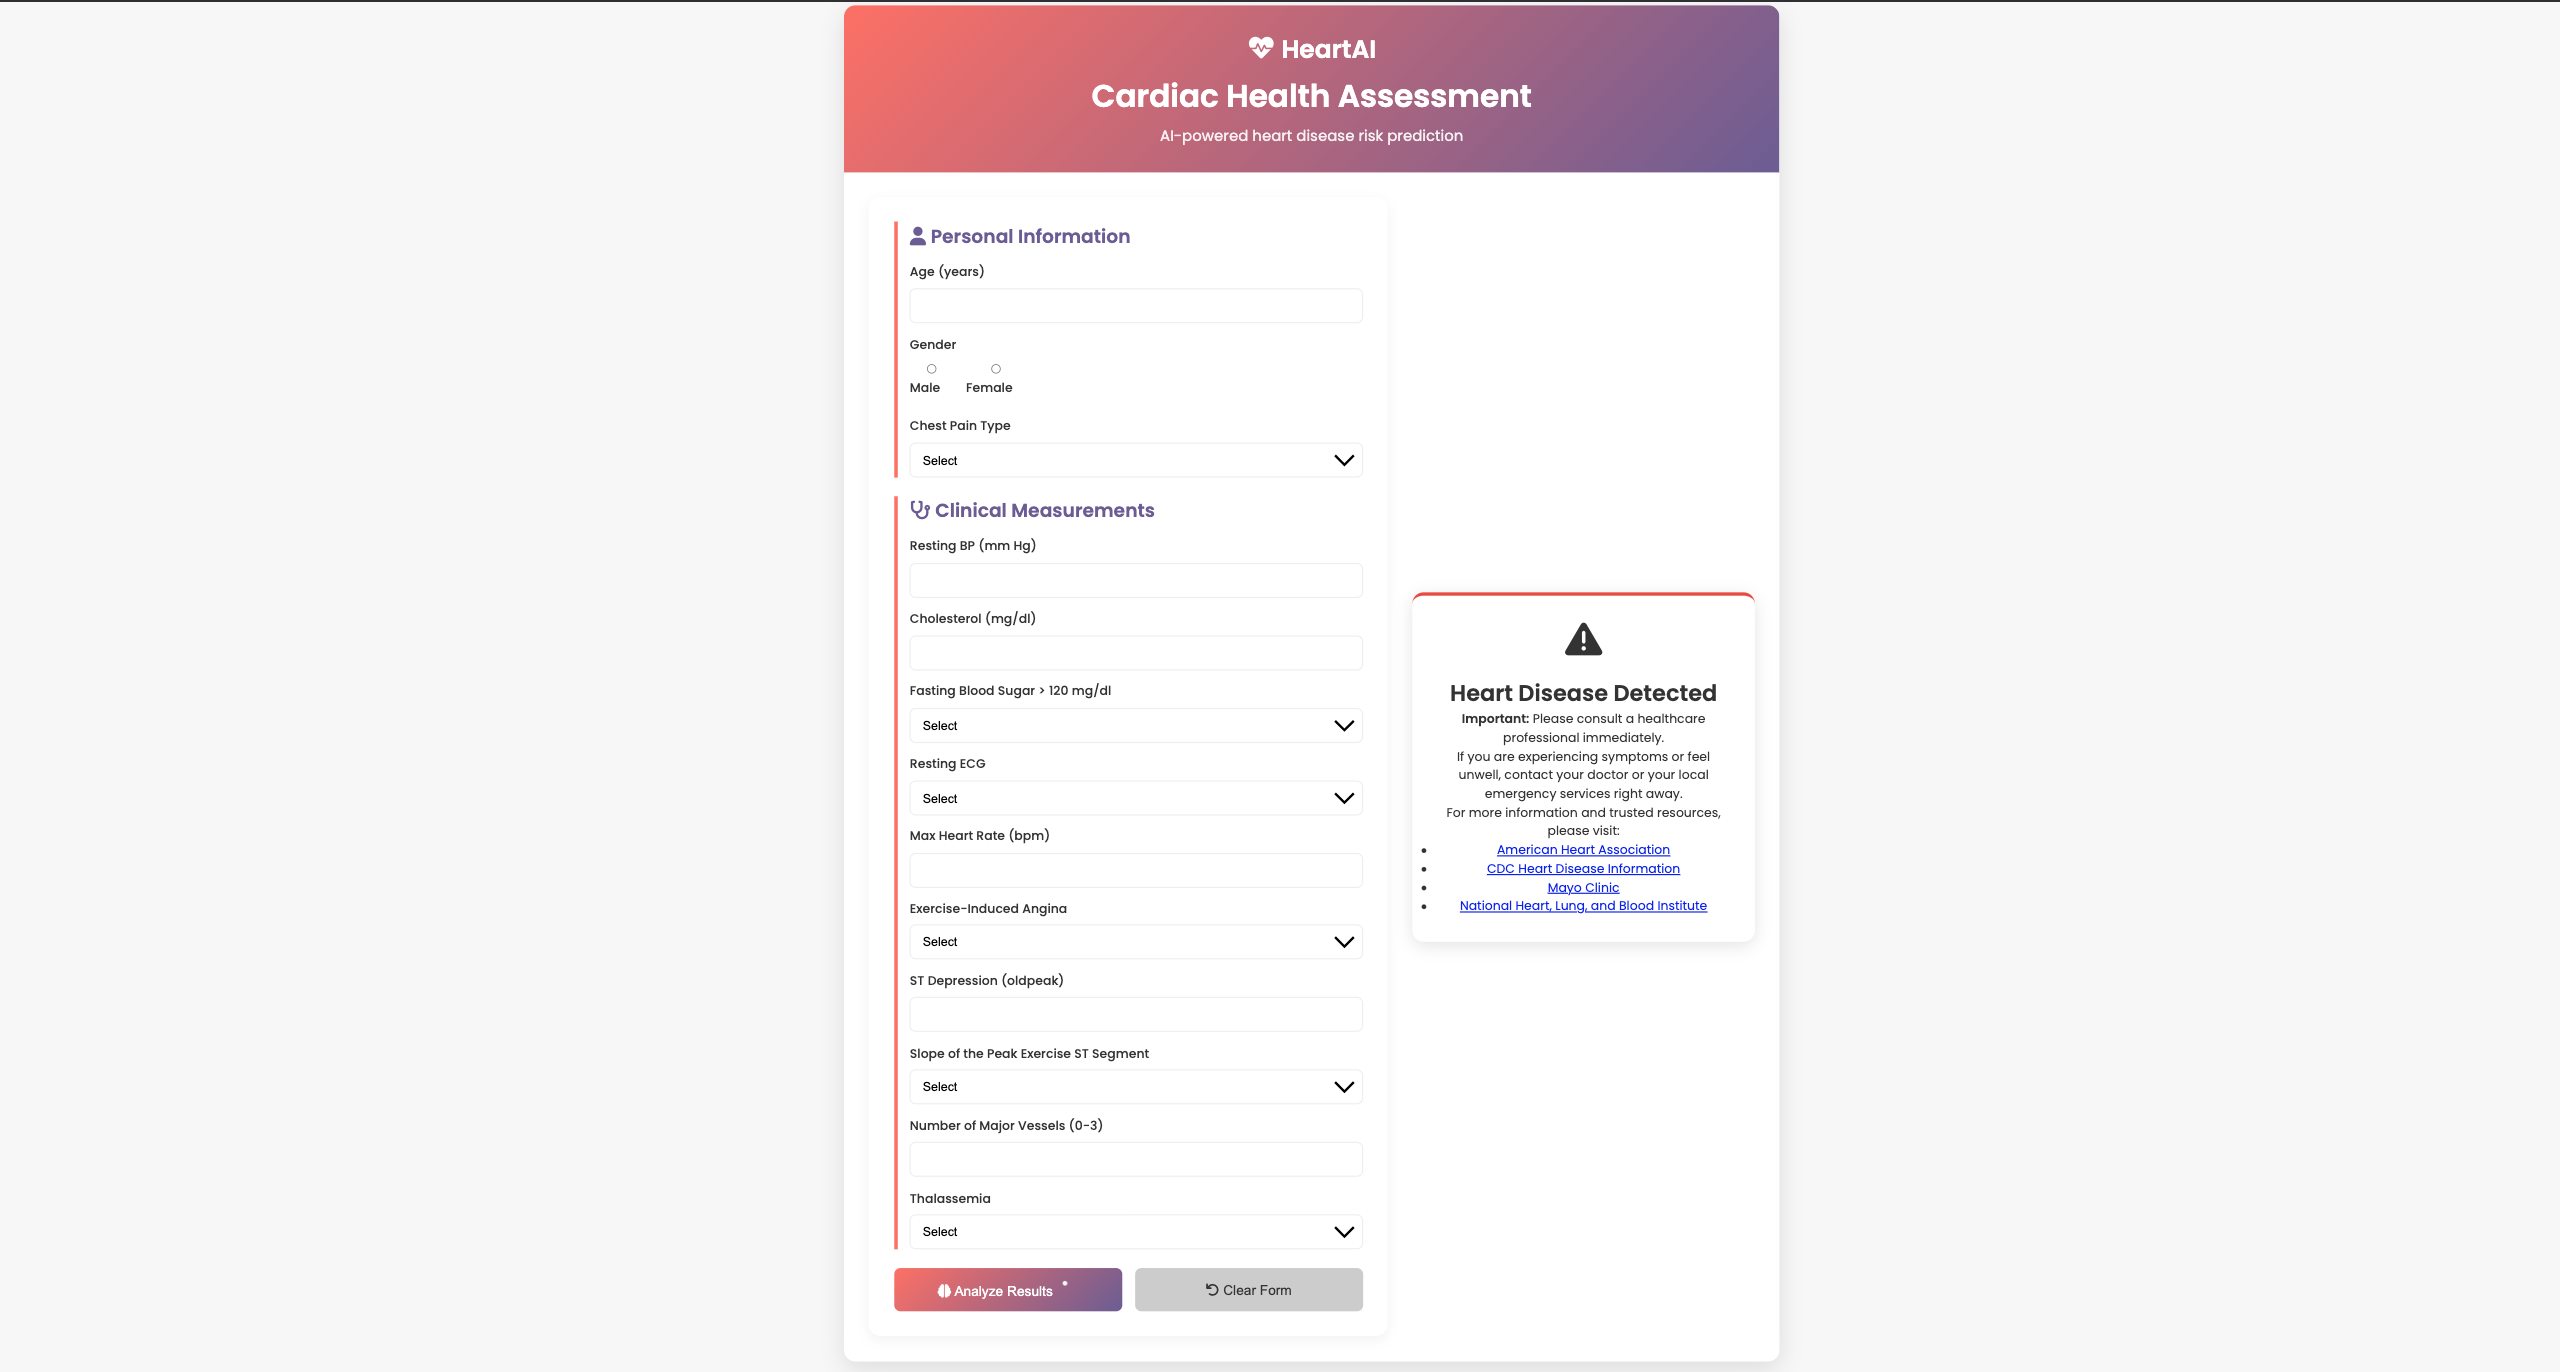 HeartAI
Cardiac Health Assessment
AI-powered heart disease risk prediction
Personal Information
Age (years)
Gender
Male Female
Chest Pain Type
Select
Clinical Measurements
Resting BP (mm Hg)
Cholesterol (mg/dl)
Fasting Blood Sugar > 120 mg/dl
Select
Resting ECG
Select
Max Heart Rate (bpm)
Exercise-Induced Angina
Select
ST Depression (oldpeak)
Slope of the Peak Exercise ST Segment
Select
Number of Major Vessels (0-3)
Thalassemia
Select
Analyze Results
Clear Form
Heart Disease Detected
Important: Please consult a healthcare
professional immediately.
If you are experiencing symptoms or feel
unwell, contact your doctor or your local
emergency services right away.
For more information and trusted resources,
please visit:
• American Heart Association
• CDC Heart Disease Information
• Mayo Clinic
• National Heart, Lung, and Blood Institute